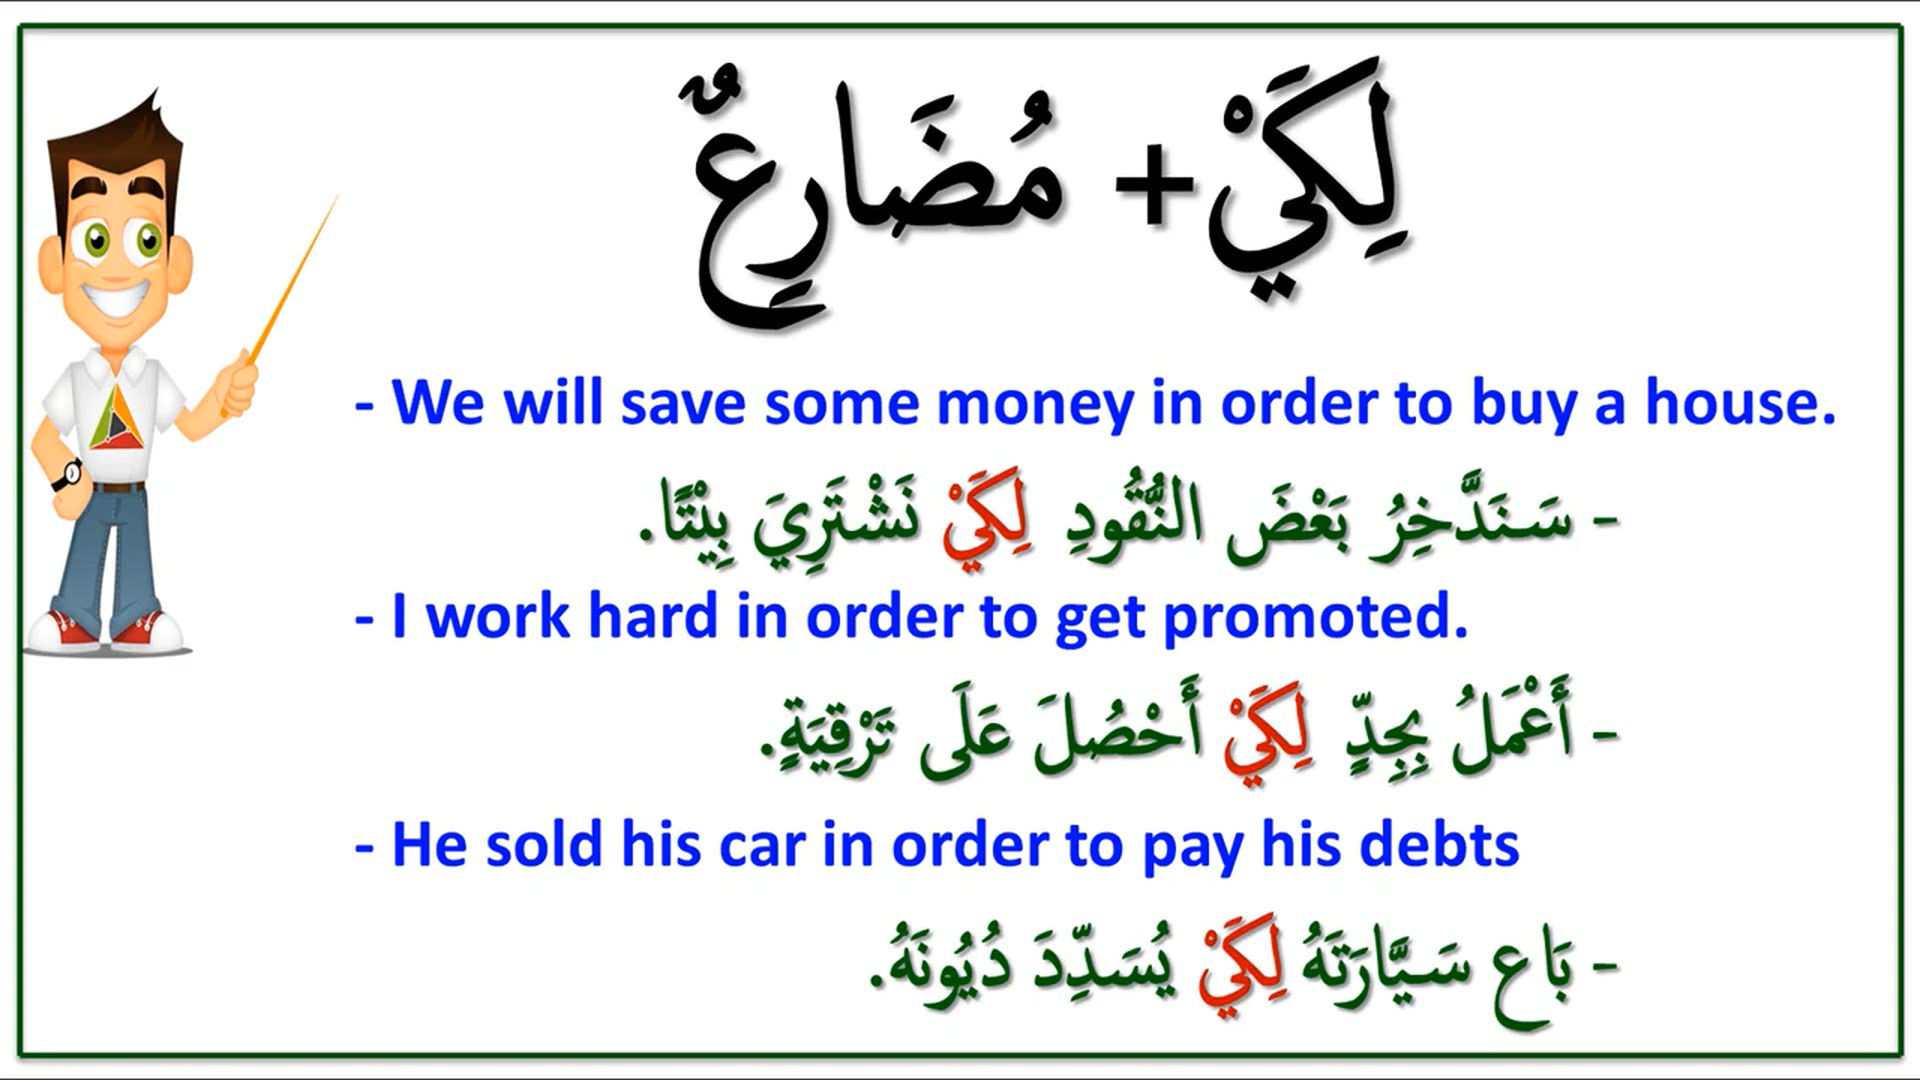 لِكَيْ + مُضَارِعٌ
- We will save some money in order to buy a house.
- سَنَدَّخِرُ بَعْضَ النُّقُودِ لِكَيْ نَشْتَرِيَ بِيْتًا.
- I work hard in order to get promoted.
- أَعْمَلُ بِجِدٍّ لِكَيْ أَحْصُلَ عَلَى تَرْقِيَةٍ.
- He sold his car in order to pay his debts
- بَاع سَيَّارَتَهُ لِكَيْ يُسَدِّدَ دُيُونَهُ.